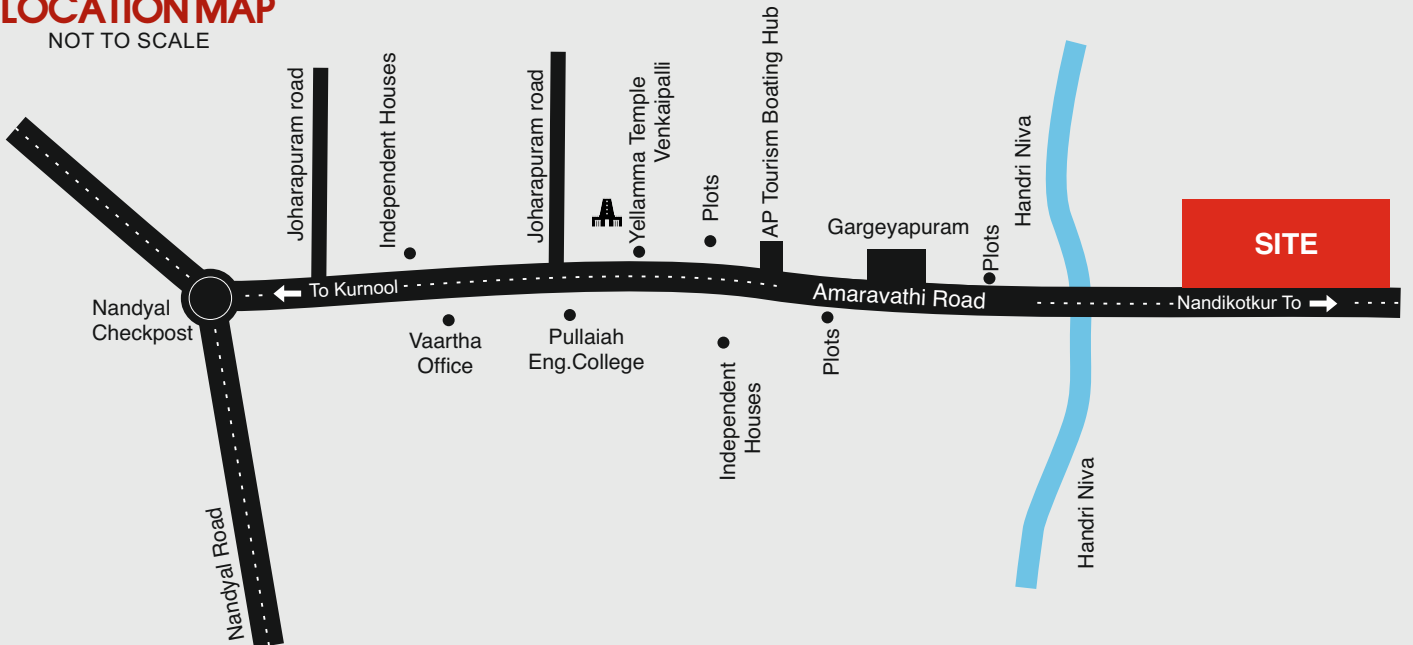 LOCATION MAP
NOT TO SCALE
Joharapuram road
Independent Houses
Joharapuram road
Yellamma Temple
Venkaipalli
Plots
AP Tourism Boating Hub
Gargeyapuram
Plots
Handri Niva
SITE
To Kurnool
Amaravathi Road
Nandikotkur To
Nandyal
Checkpost
Vaartha
Office
Pullaiah
Eng.College
Independent
Houses
Plots
Handri Niva
Nandyal Road